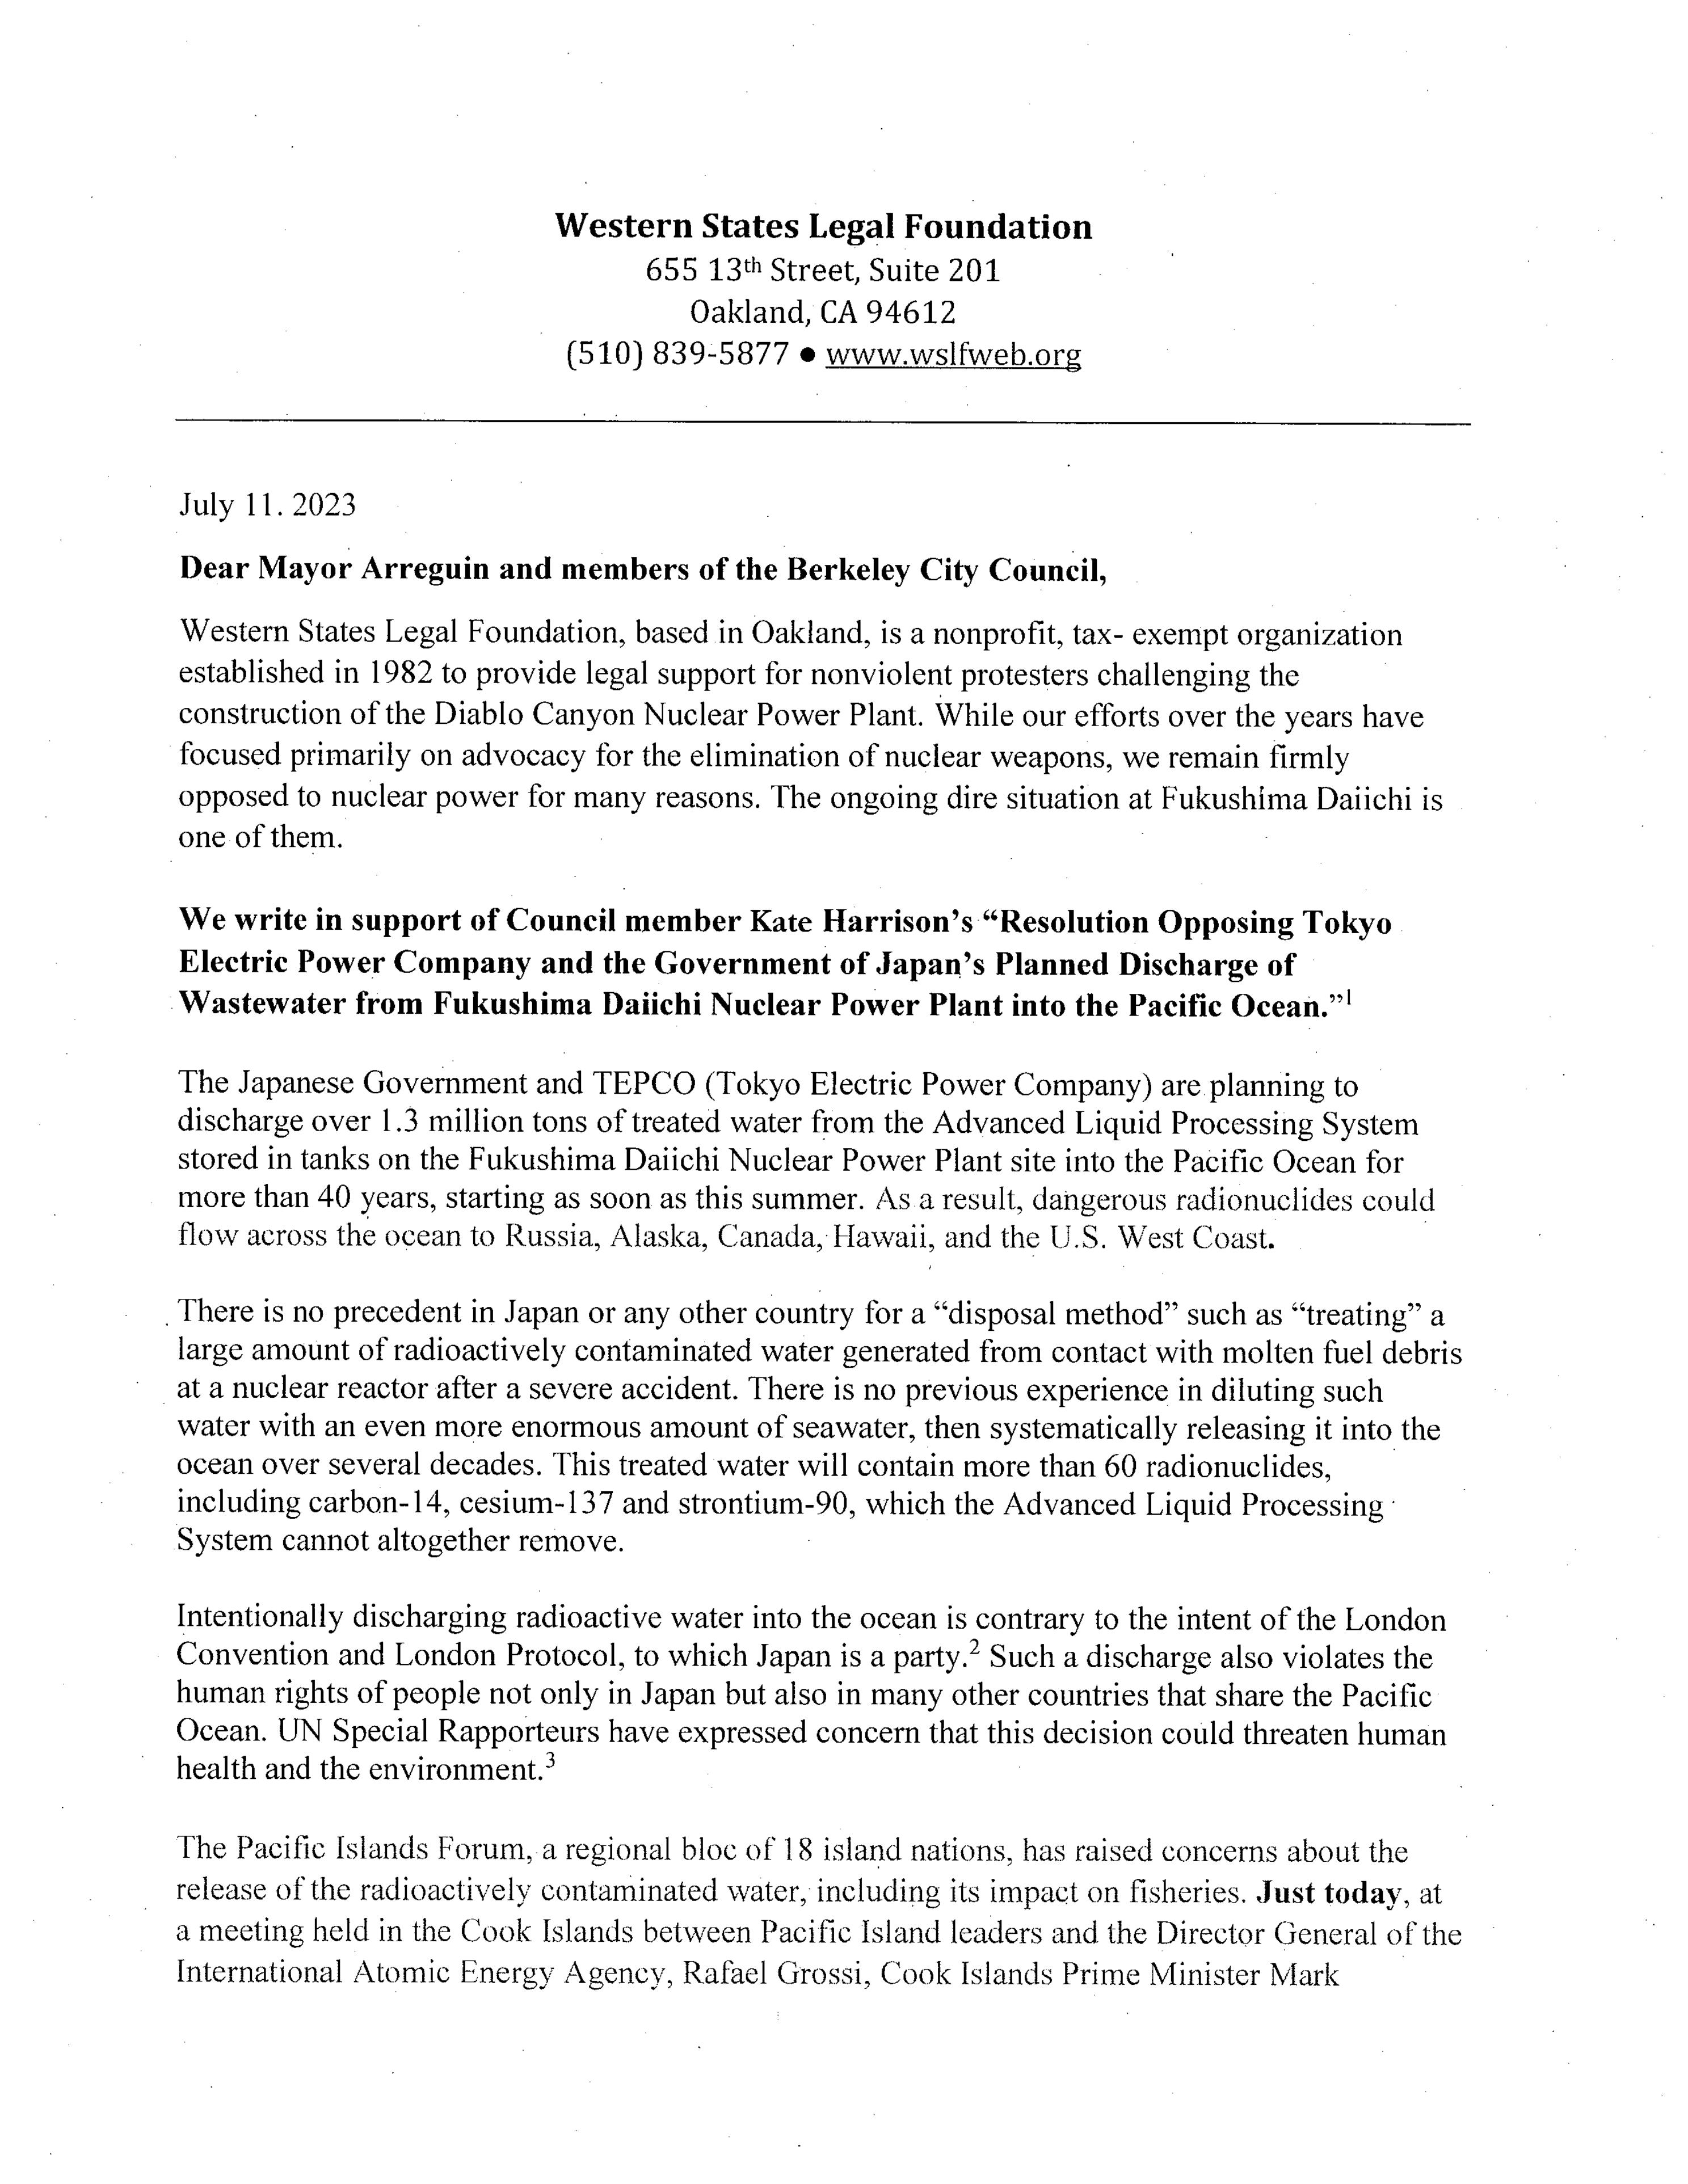 Western States Legal Foundation
655 13th Street, Suite 201
Oakland, CA 94612
(510) 839-5877 ● www.wslfweb.org
July 11. 2023
Dear Mayor Arreguin and members of the Berkeley City Council,
Western States Legal Foundation, based in Oakland, is a nonprofit, tax- exempt organization
established in 1982 to provide legal support for nonviolent protesters challenging the
construction of the Diablo Canyon Nuclear Power Plant. While our efforts over the years have
focused primarily on advocacy for the elimination of nuclear weapons, we remain firmly
opposed to nuclear power for many reasons. The ongoing dire situation at Fukushima Daiichi is
one of them.
We write in support of Council member Kate Harrison's “Resolution Opposing Tokyo
Electric Power Company and the Government of Japan's Planned Discharge of
Wastewater from Fukushima Daiichi Nuclear Power Plant into the Pacific Ocean.”1
The Japanese Government and TEPCO (Tokyo Electric Power Company) are planning to
discharge over 1.3 million tons of treated water from the Advanced Liquid Processing System
stored in tanks on the Fukushima Daiichi Nuclear Power Plant site into the Pacific Ocean for
more than 40 years, starting as soon as this summer. As a result, dangerous radionuclides could
flow across the ocean to Russia, Alaska, Canada, Hawaii, and the U.S. West Coast.
There is no precedent in Japan or any other country for a “disposal method” such as “treating” a
large amount of radioactively contaminated water generated from contact with molten fuel debris
at a nuclear reactor after a severe accident. There is no previous experience in diluting such
water with an even more enormous amount of seawater, then systematically releasing it into the
ocean over several decades. This treated water will contain more than 60 radionuclides,
including carbon-14, cesium-137 and strontium-90, which the Advanced Liquid Processing
System cannot altogether remove.
Intentionally discharging radioactive water into the ocean is contrary to the intent of the London
Convention and London Protocol, to which Japan is a party.2 Such a discharge also violates the
human rights of people not only in Japan but also in many other countries that share the Pacific
Ocean. UN Special Rapporteurs have expressed concern that this decision could threaten human
health and the environment.3
The Pacific Islands Forum, a regional bloc of 18 island nations, has raised concerns about the
release of the radioactively contaminated water, including its impact on fisheries. Just today, at
a meeting held in the Cook Islands between Pacific Island leaders and the Director General of the
International Atomic Energy Agency, Rafael Grossi, Cook Islands Prime Minister Mark